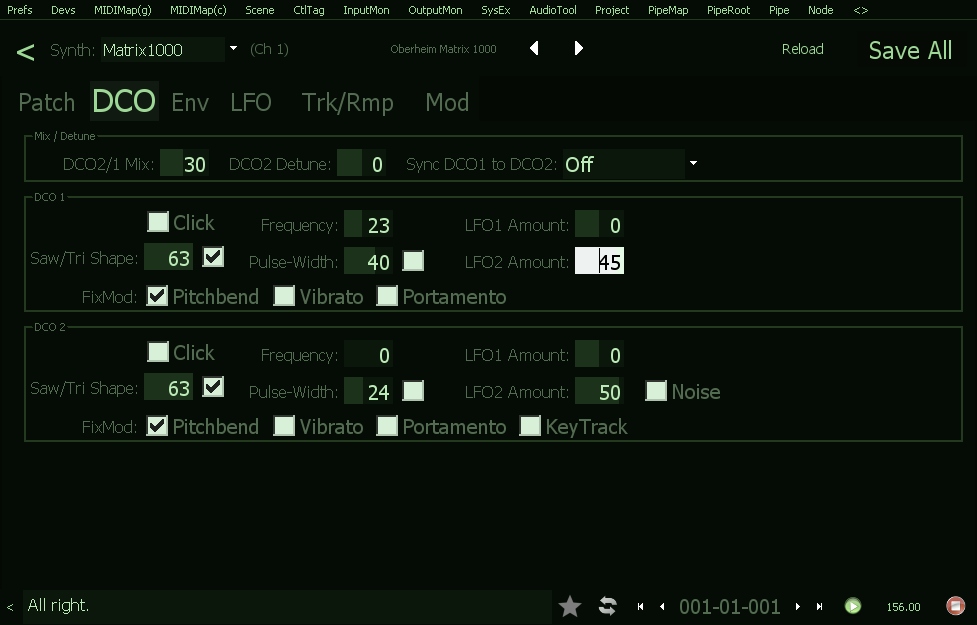 Prefs Devs MIDIMap(g) MIDIMap(c) Scene CtlTag InputMon OutputMon SysEx AudioTool Project PipeMap PipeRoot Pipe Node <>
< Synth: Matrix1000 (Ch 1) Oberheim Matrix 1000 Reload Save All
Patch DCO Env LFO Trk/Rmp Mod
Mix / Detune
DCO2/1 Mix: 30 DCO2 Detune: 0 Sync DCO1 to DCO2: Off
DCO 1
Click Frequency: 23 LFO1 Amount: 0
Saw/Tri Shape: 63 Pulse-Width: 40 LFO2 Amount: 45
FixMod: Pitchbend Vibrato Portamento
DCO 2
Click Frequency: 0 LFO1 Amount: 0
Saw/Tri Shape: 63 Pulse-Width: 24 LFO2 Amount: 50 Noise
FixMod: Pitchbend Vibrato Portamento KeyTrack
< All right. 001-01-001 156.00